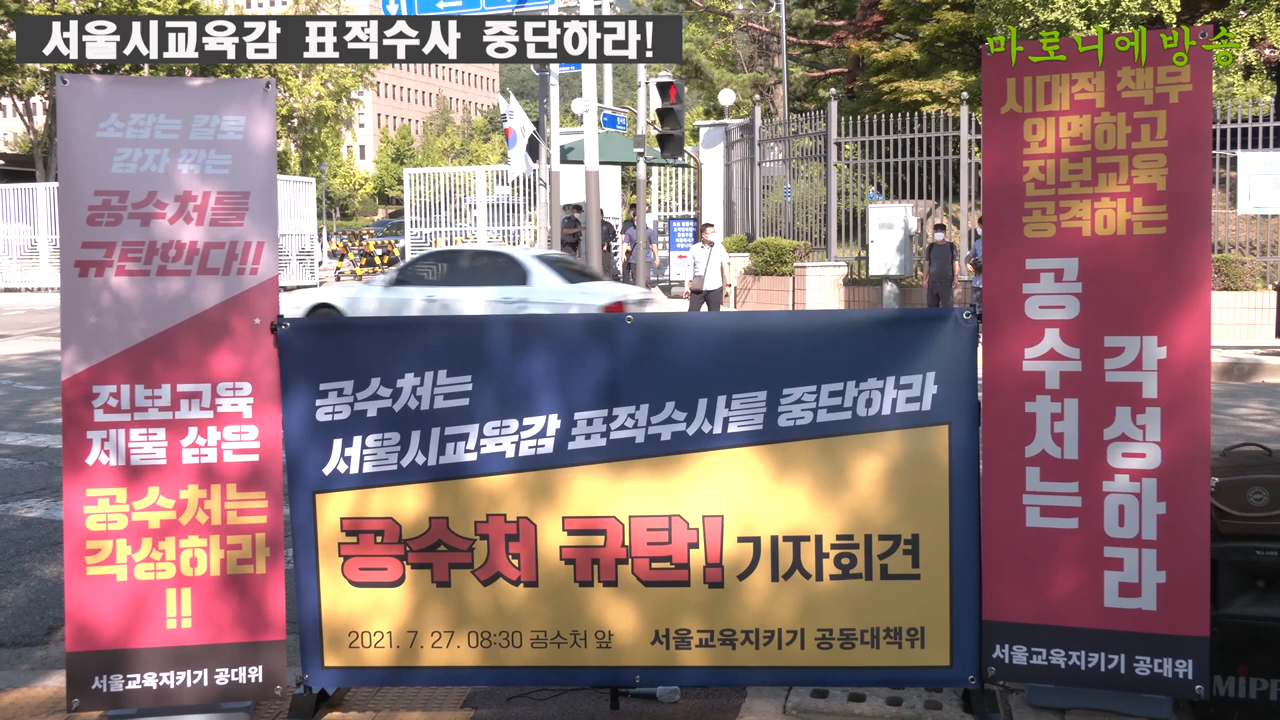 서울시교육감 표적수사 중단하라!
마로니에방송
소잡는 칼로
감자 깎는
공수처를
규탄한다!!
진보교육
제물 삼은
공수처는
각성하라
!!
서울교육지키기 공대위
공수처는
서울시교육감 표적수사를 중단하라
공수처 규탄! 기자회견
2021. 7. 27. 08:30 공수처 앞 서울교육지키기 공동대책위
시대적 책무
외면하고
진보교육
공격하는
공수처는
각성하라
서울교육지키기 공대위
MIPR